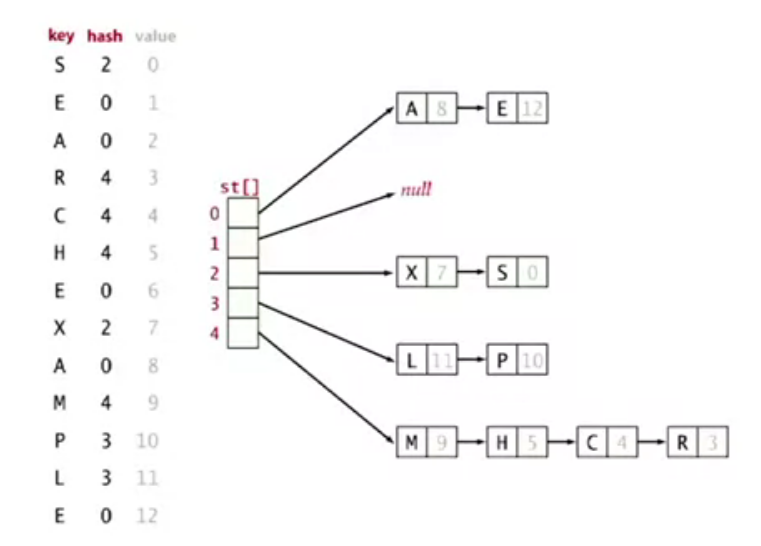 key hash value
S 2 0
E 0 1
A 0 2
R 4 3
C 4 4
H 4 5
E 0 6
X 2 7
A 0 8
M 4 9
P 3 10
L 3 11
E 0 12
st[]
0
1
2
3
4
A 8 E 12
null
X 7 S 0
L 11 P 10
M 9 H 5 C 4 R 3